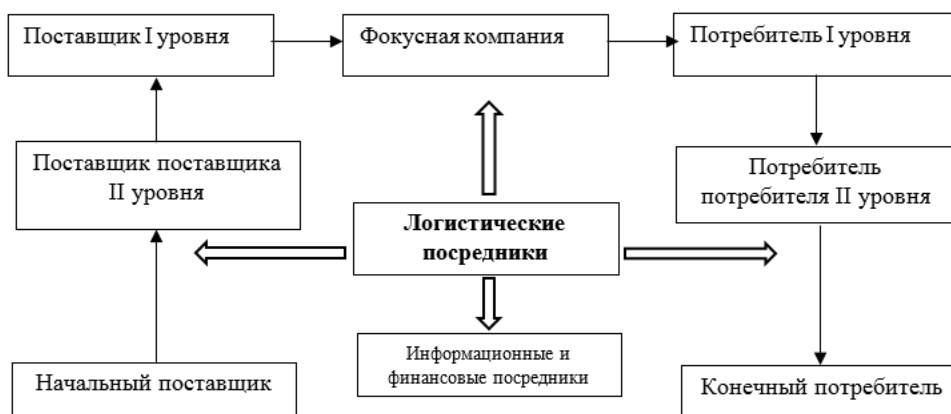 Поставщик I уровня
Фокусная компания
Потребитель I уровня
Поставщик поставщика
II уровня
Потребитель
потребителя II уровня
Логистические
посредники
Информационные и
финансовые посредники
Начальный поставщик
Конечный потребитель